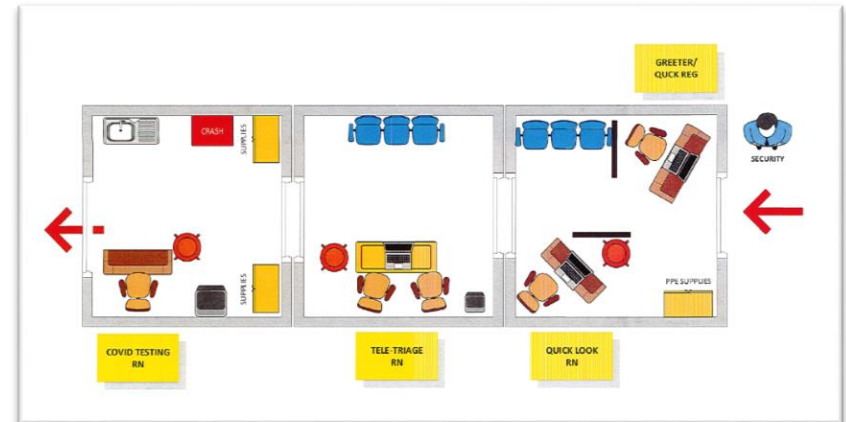 GREETER/
QUCK REG
SECURITY
CRASH
SUPPLIES
SUPPLIES
PPE SUPPLIES
COVID TESTING
RN
TELE-TRIAGE
RN
QUICK LOOK
RN